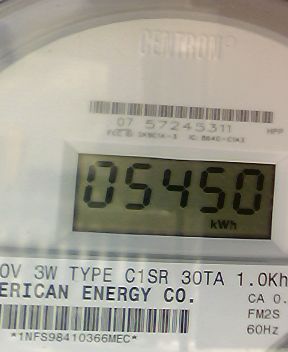 CENTRON®
07 57245311
HPP
05450
kWh
0V 3W TYPE C1SR 30TA 1.0Kh
ERICAN ENERGY CO.
CA 0.
FM2S
60Hz
*1NFS98410366MEC*